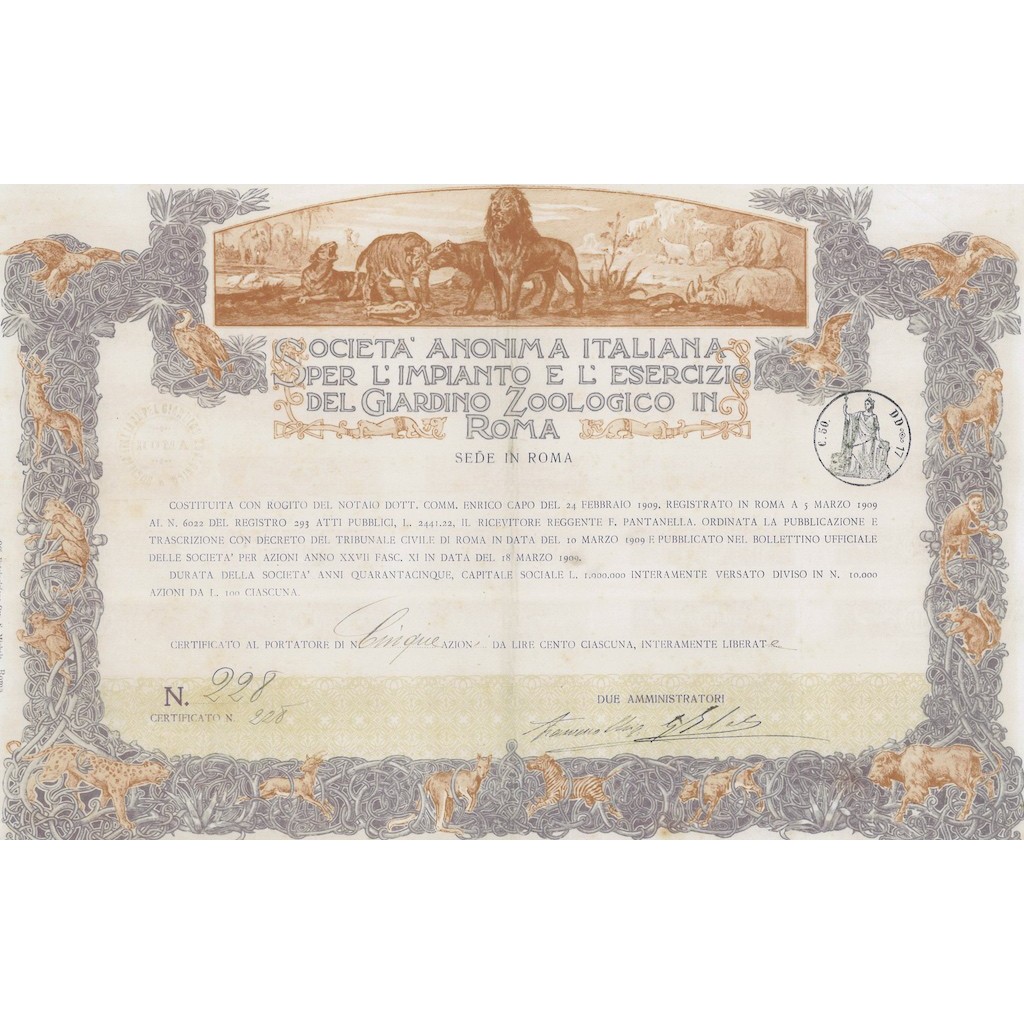 SOCIETA' ANONIMA ITALIANA
PER L'IMPIANTO E L'ESERCIZIO
DEL GIARDINO ZOOLOGICO IN
ROMA
SEDE IN ROMA
ROMA
C. 50. DD 17
COSTITUITA CON ROGITO DEL NOTAIO DOTT. COMM. ENRICO CAPO DEL 24 FEBBRAIO 1909, REGISTRATO IN ROMA A 5 MARZO 1909
AL N. 6022 DEL REGISTRO 293 ATTI PUBBLICI, L. 2441.22, IL RICEVITORE REGGENTE F. PANTANELLA. ORDINATA LA PUBBLICAZIONE E
TRASCRIZIONE CON DECRETO DEL TRIBUNALE CIVILE DI ROMA IN DATA DEL 10 MARZO 1909 E PUBBLICATO NEL BOLLETTINO UFFICIALE
DELLE SOCIETA' PER AZIONI ANNO XXVII FASC. XI IN DATA DEL 18 MARZO 1909.
DURATA DELLA SOCIETA' ANNI QUARANTACINQUE, CAPITALE SOCIALE L. 1.000.000 INTERAMENTE VERSATO DIVISO IN N. 10.000
AZIONI DA L. 100 CIASCUNA.
CERTIFICATO AL PORTATORE DI N. Cinque AZIONI DA LIRE CENTO CIASCUNA, INTERAMENTE LIBERATE
N. 228
CERTIFICATO N. 228
DUE AMMINISTRATORI